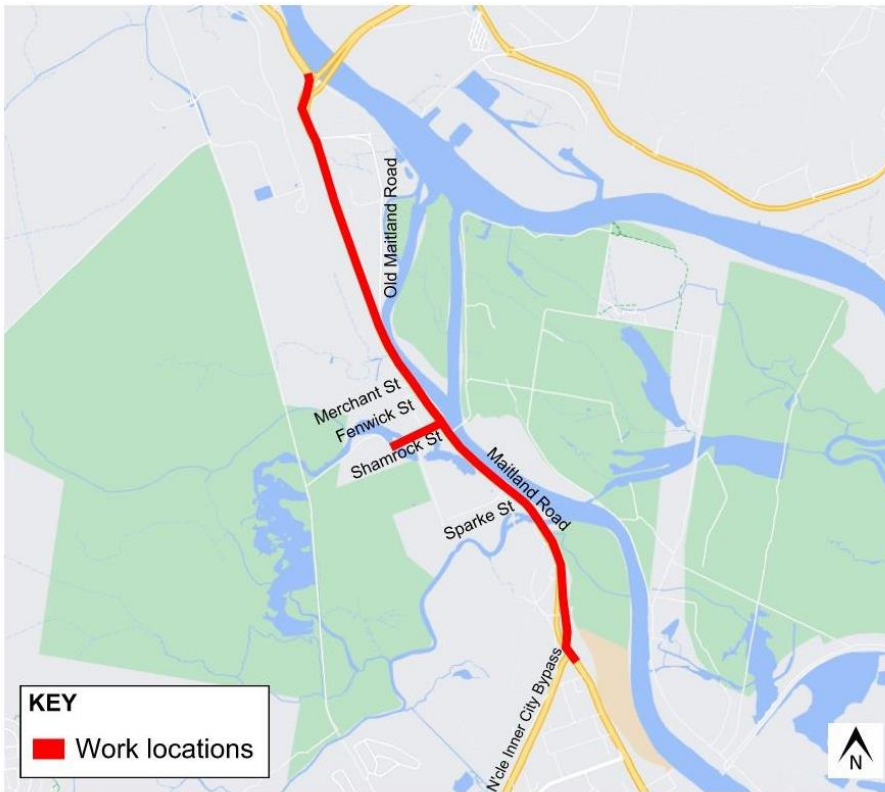 Old Maitland Road
Merchant St
Fenwick St
Shamrock St
Maitland Road
Sparke St
N'cle Inner City Bypass
KEY
Work locations
N